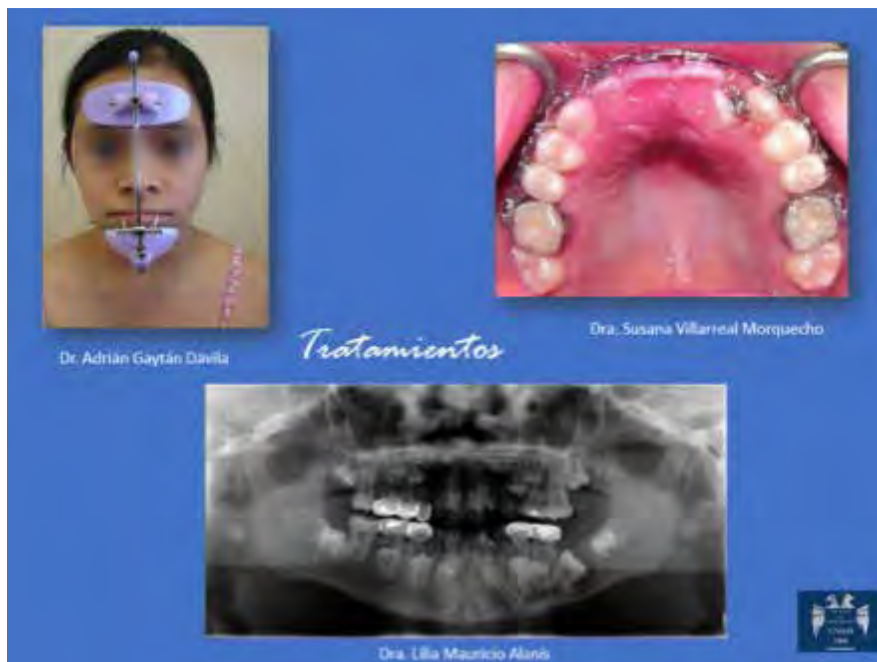 Dr. Adrián Gaytán Dávila
Dra. Susana Villarreal Morquecho
Tratamientos
Dra. Lilia Mauricio Alanís